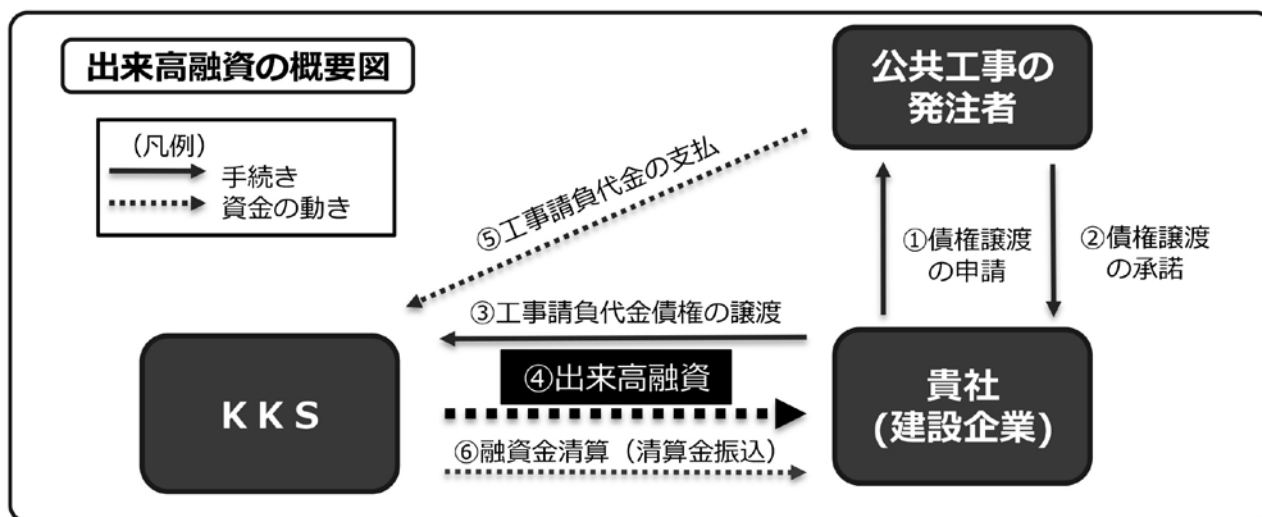 出来高融資の概要図
(凡例)
手続き
資金の動き
公共工事の
発注者
⑤工事請負代金の支払
①債権譲渡
の申請
②債権譲渡
の承諾
③工事請負代金債権の譲渡
④出来高融資
ＫＫＳ
貴社
(建設企業)
⑥融資金清算（清算金振込）